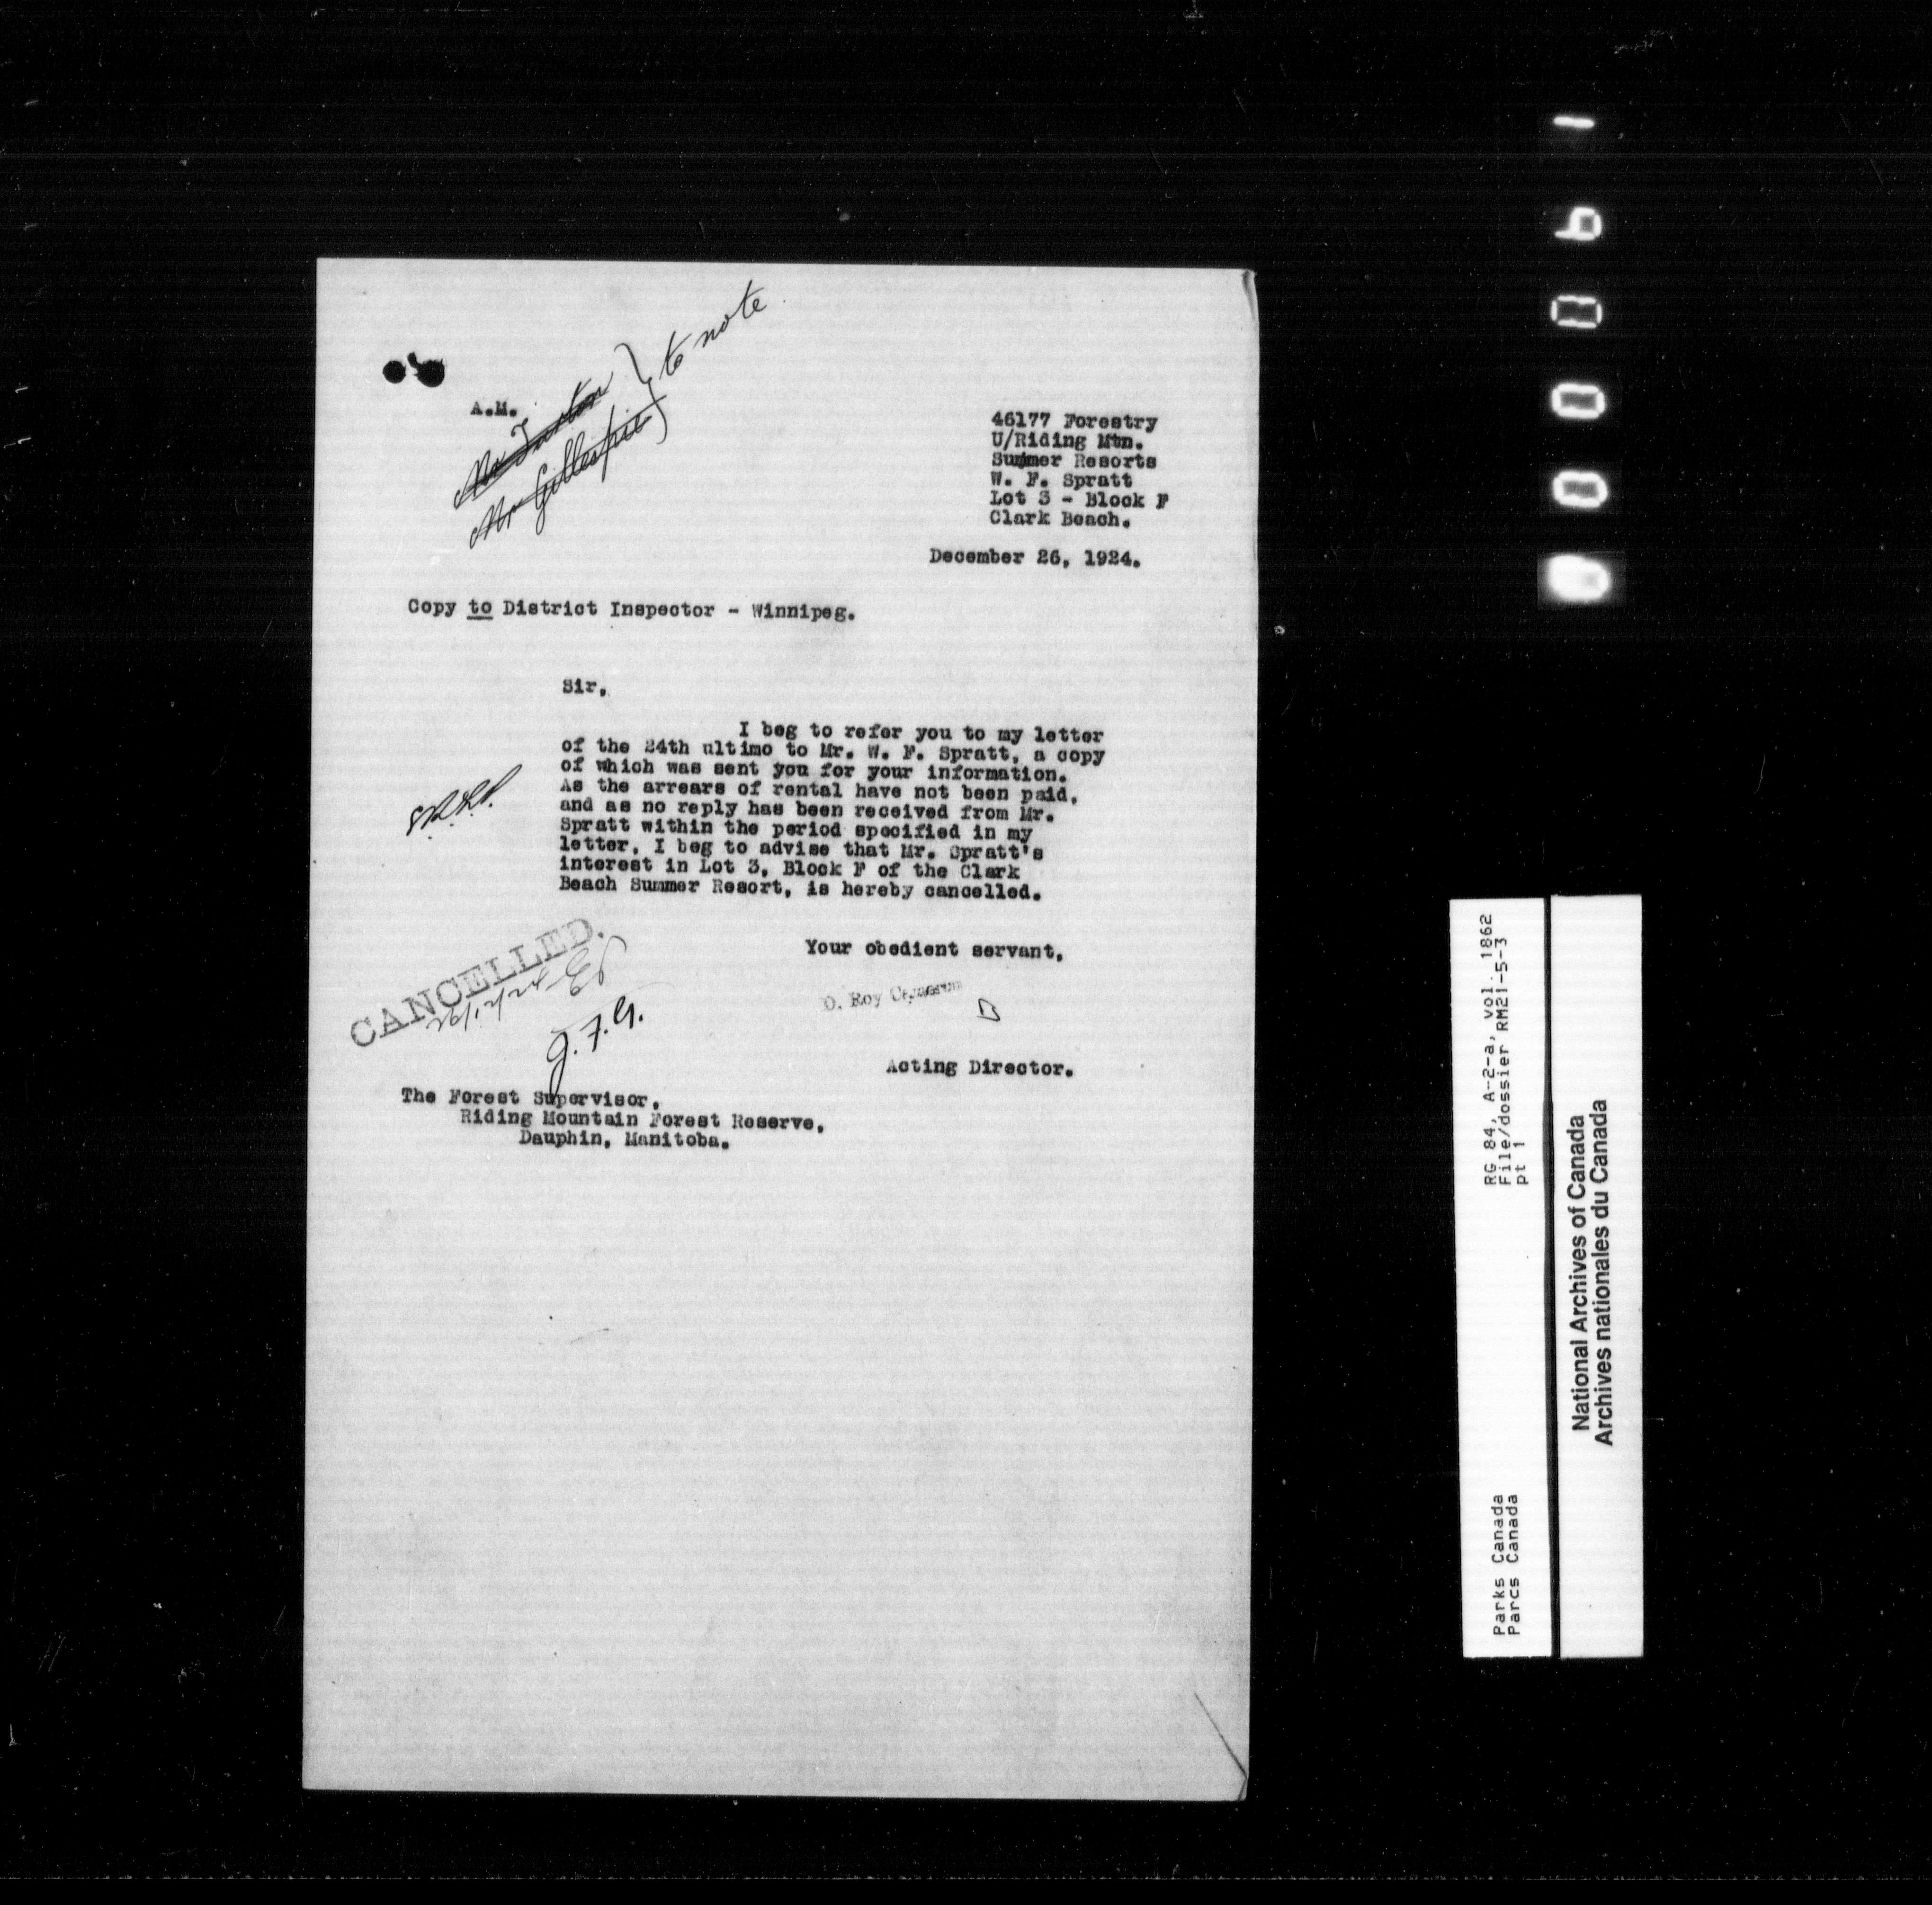 to note
A.M.
Mr Gillespie
46177 Forestry
U/Riding Mtn.
Summer Resorts
W. F. Spratt
Lot 3 - Block F
Clark Beach.
December 26, 1924.
Copy to District Inspector - Winnipeg.
Sir,
I beg to refer you to my letter
of the 24th ultimo to Mr. W. F. Spratt, a copy
of which was sent you for your information.
As the arrears of rental have not been paid,
and as no reply has been received from Mr.
Spratt within the period specified in my
letter, I beg to advise that Mr. Spratt's
interest in Lot 3, Block F of the Clark
Beach Summer Resort, is hereby cancelled.
Your obedient servant,
CANCELLED.
26/12/24
J.F.G.
Roy Cameron
Acting Director.
The Forest Supervisor,
Riding Mountain Forest Reserve,
Dauphin, Manitoba.
RG 84, A-2-a, vol. 1862
File/dossier RM21-5-3
pt 1
Parks Canada
Parcs Canada
National Archives of Canada
Archives nationales du Canada